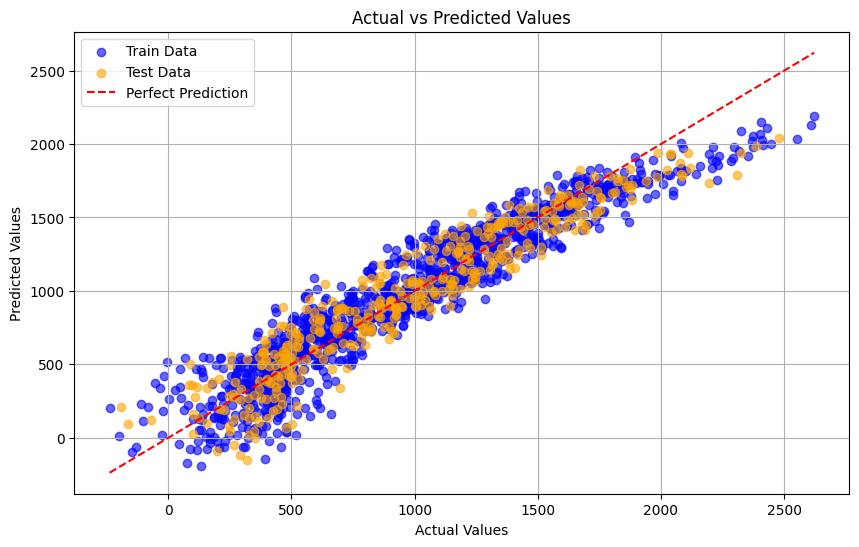 Actual vs Predicted Values
Train Data
Test Data
Perfect Prediction
2500
2000
1500
1000
500
0
Predicted Values
0 500 1000 1500 2000 2500
Actual Values